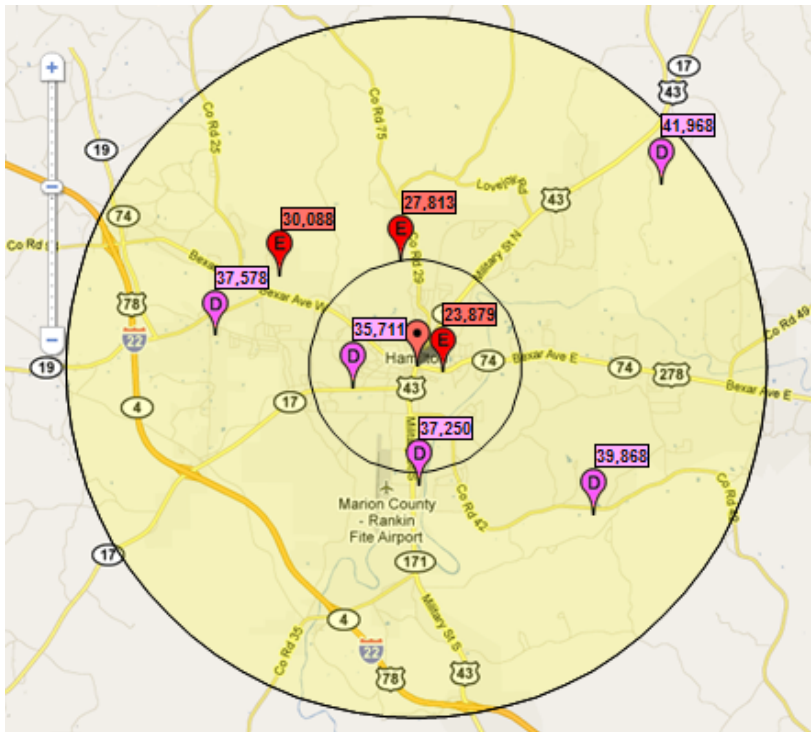 +
17
43
41,968
D
19
Co Rd 25
Co Rd 75
Lovejoy Rd
43
74
30,088
E
27,813
E
Co Rd 29
Military St N
Co Rd
37,578
D
Bexar Ave W
78
22
35,711
D
23,879
E
Hamilton
74
Bexar Ave E
74
278
Bexar Ave E
Co Rd 49
19
4
17
43
37,250
D
39,868
D
Marion County
- Rankin
Fite Airport
Co Rd 42
17
171
4
Military St S
Co Rd 35
22
78
43